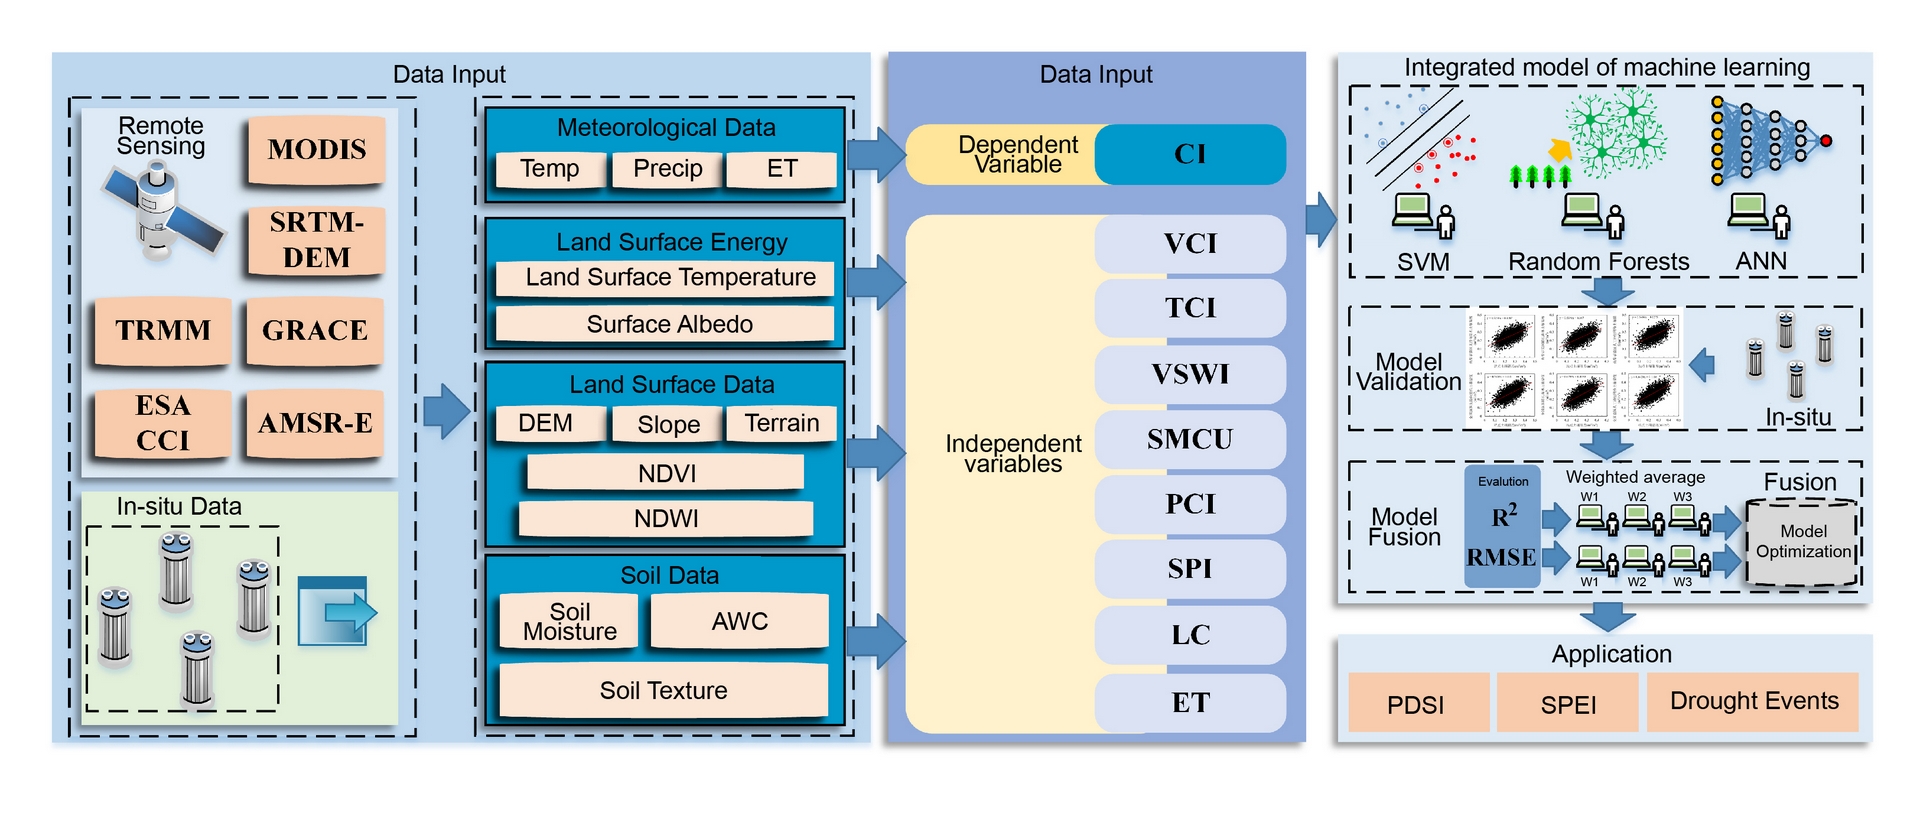 Data Input
Remote
Sensing
MODIS
SRTM-
DEM
TRMM
GRACE
ESA
CCI
AMSR-E
In-situ Data
Meteorological Data
Temp
Precip
ET
Land Surface Energy
Land Surface Temperature
Surface Albedo
Land Surface Data
DEM
Slope
Terrain
NDVI
NDWI
Soil Data
Soil
Moisture
AWC
Soil Texture
Data Input
Dependent
Variable
CI
Independent
variables
VCI
TCI
VSWI
SMCU
PCI
SPI
LC
ET
Integrated model of machine learning
SVM
Random Forests
ANN
Model
Validation
In-situ
Model
Fusion
Evalution
R²
RMSE
Weighted average
W1 W2 W3
W1 W2 W3
Fusion
Model
Optimization
Application
PDSI
SPEI
Drought Events